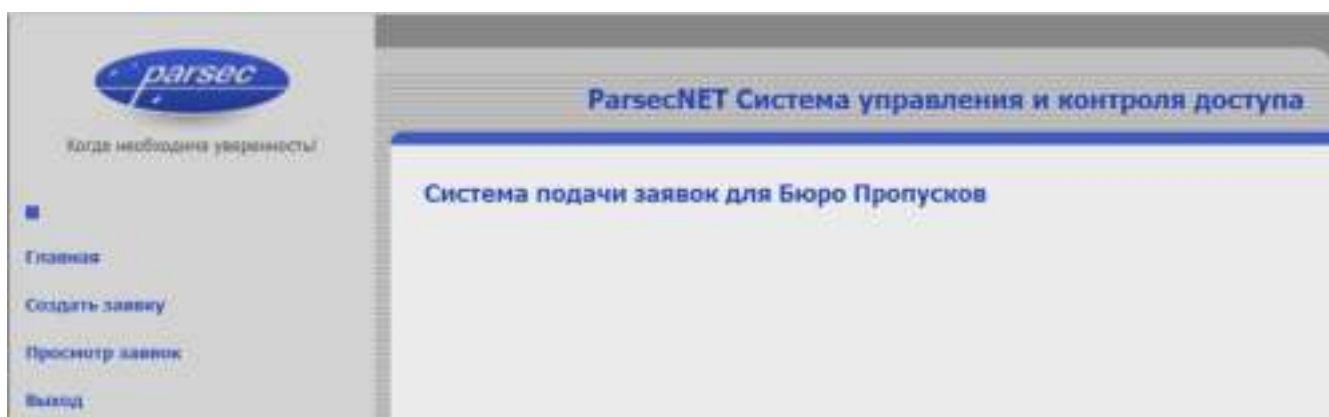 parsec
ParsecNET Система управления и контроля доступа
Когда необходима уверенность!
Система подачи заявок для Бюро Пропусков
Главная
Создать заявку
Просмотр заявок
Выход